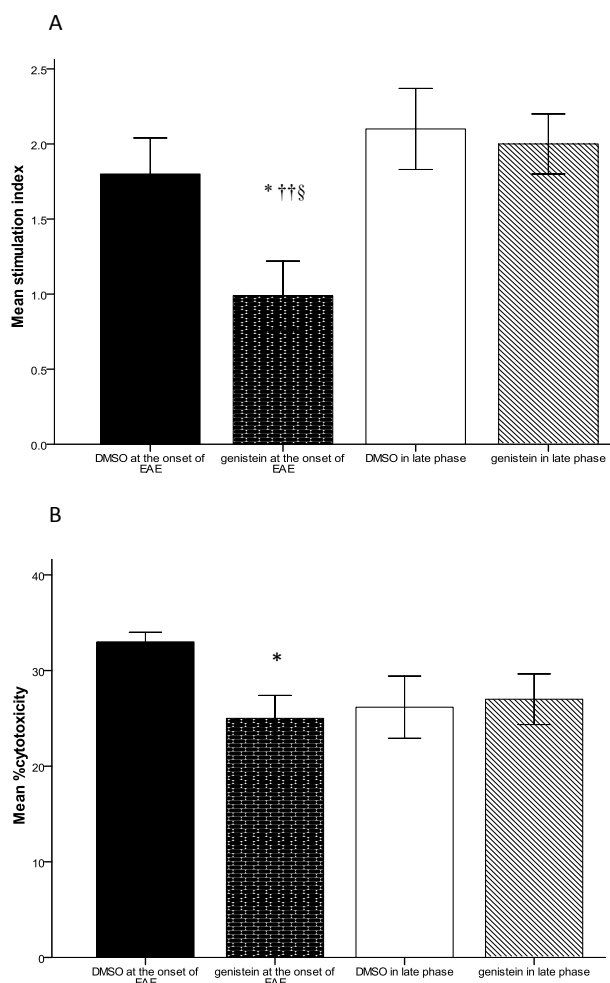 A
Mean stimulation index
2.5
2.0
1.5
1.0
0.5
0.0
* ††§
DMSO at the onset of
EAE
genistein at the onset of
EAE
DMSO in late phase
genistein in late phase
B
Mean %cytotoxicity
40
30
20
10
0
*
DMSO at the onset of
EAE
genistein at the onset of
EAE
DMSO in late phase
genistein in late phase